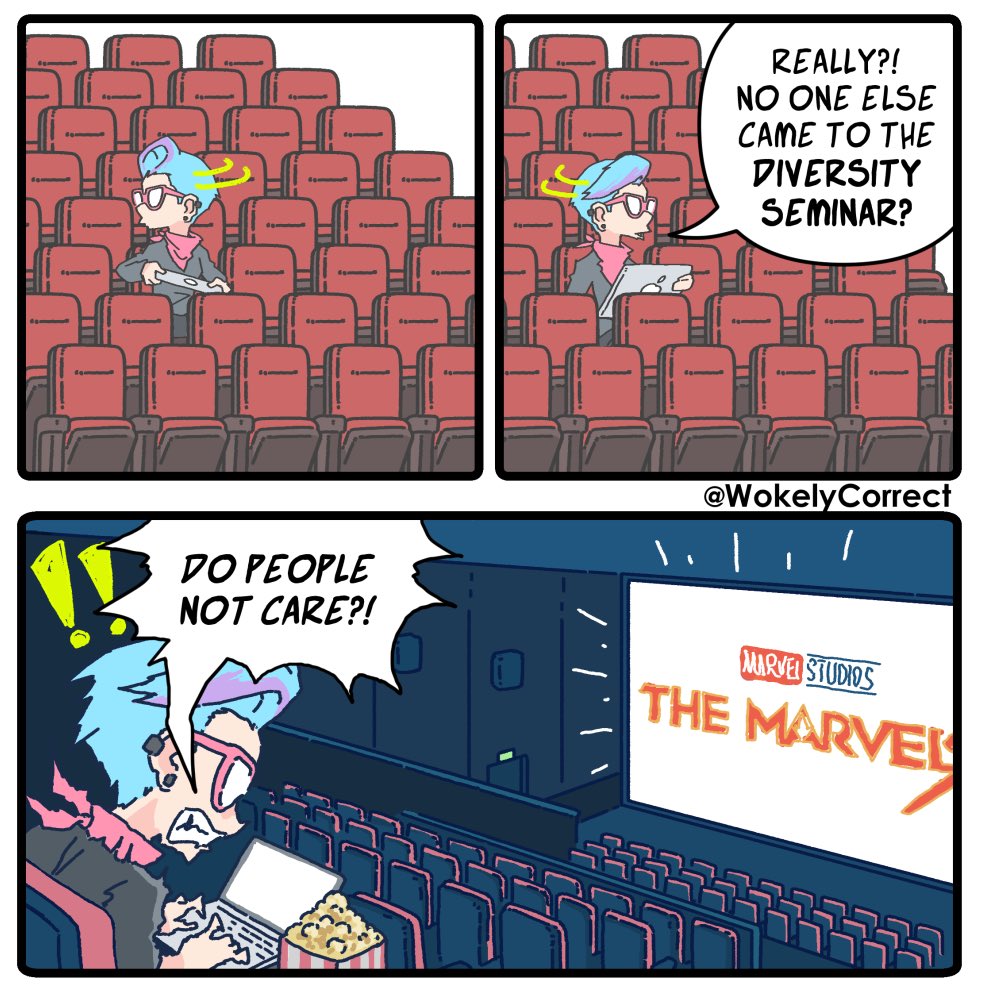 REALLY?!
NO ONE ELSE
CAME TO THE
DIVERSITY
SEMINAR?
@WokelyCorrect
!!
DO PEOPLE
NOT CARE?!
MARVEL STUDIOS
THE MARVELS